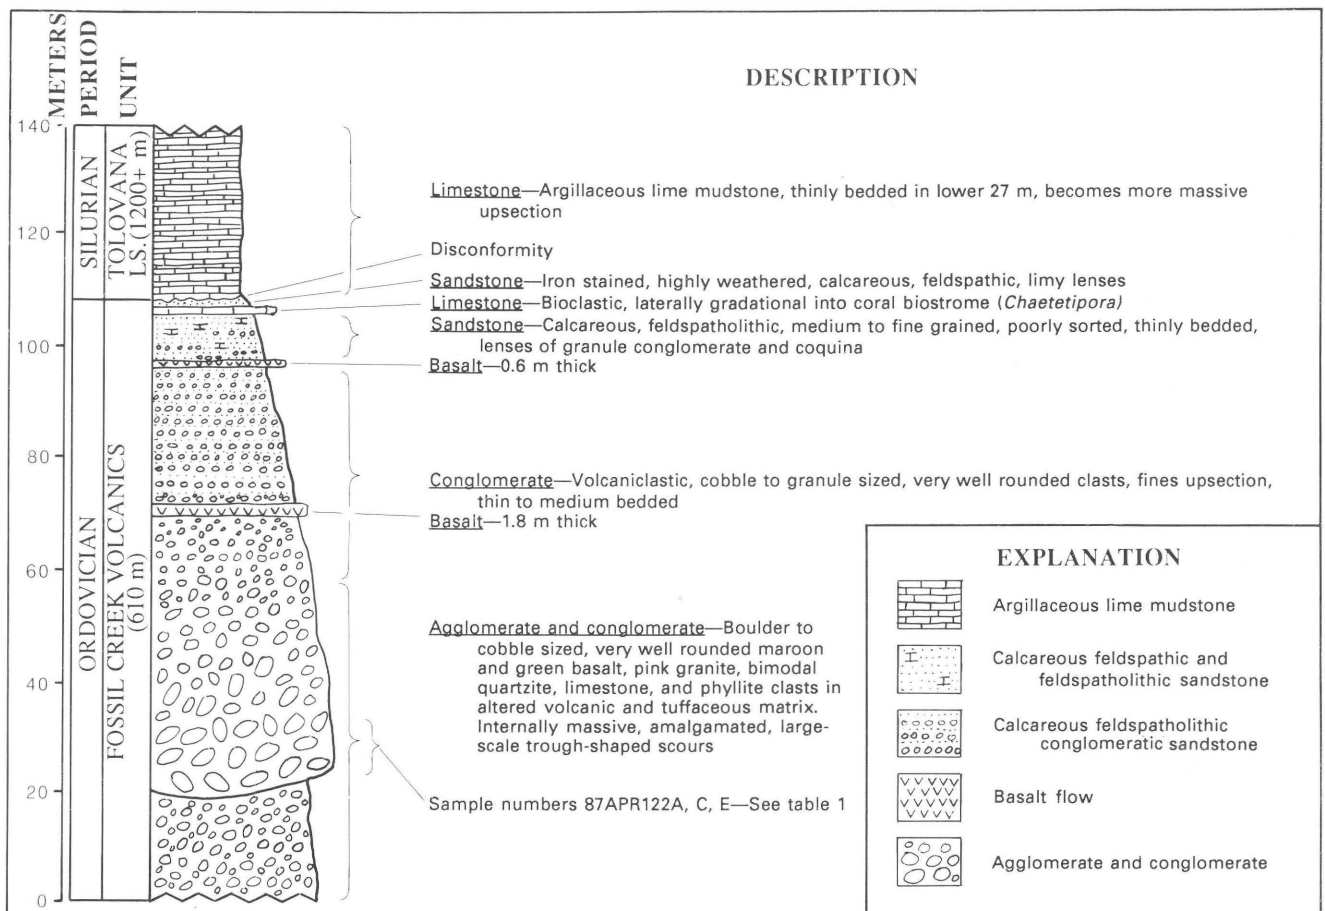 METERS
PERIOD
UNIT
DESCRIPTION
140
120
100
80
60
40
20
0
SILURIAN
TOLOVANA
LS. (1200+ m)
ORDOVICIAN
FOSSIL CREEK VOLCANICS
(610 m)
Limestone—Argillaceous lime mudstone, thinly bedded in lower 27 m, becomes more massive
upsection
Disconformity
Sandstone—Iron stained, highly weathered, calcareous, feldspathic, limy lenses
Limestone—Bioclastic, laterally gradational into coral biostrome (Chaetetipora)
Sandstone—Calcareous, feldspatholithic, medium to fine grained, poorly sorted, thinly bedded,
lenses of granule conglomerate and coquina
Basalt—0.6 m thick
Conglomerate—Volcaniclastic, cobble to granule sized, very well rounded clasts, fines upsection,
thin to medium bedded
Basalt—1.8 m thick
Agglomerate and conglomerate—Boulder to
cobble sized, very well rounded maroon
and green basalt, pink granite, bimodal
quartzite, limestone, and phyllite clasts in
altered volcanic and tuffaceous matrix.
Internally massive, amalgamated, large-
scale trough-shaped scours
Sample numbers 87APR122A, C, E—See table 1
EXPLANATION
Argillaceous lime mudstone
Calcareous feldspathic and
feldspatholithic sandstone
Calcareous feldspatholithic
conglomeratic sandstone
Basalt flow
Agglomerate and conglomerate